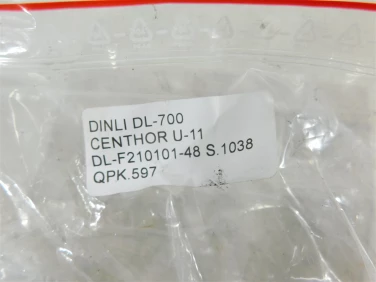 DINLI DL-700
CENTHOR U-11
DL-F210101-48 S.1038
QPK.597